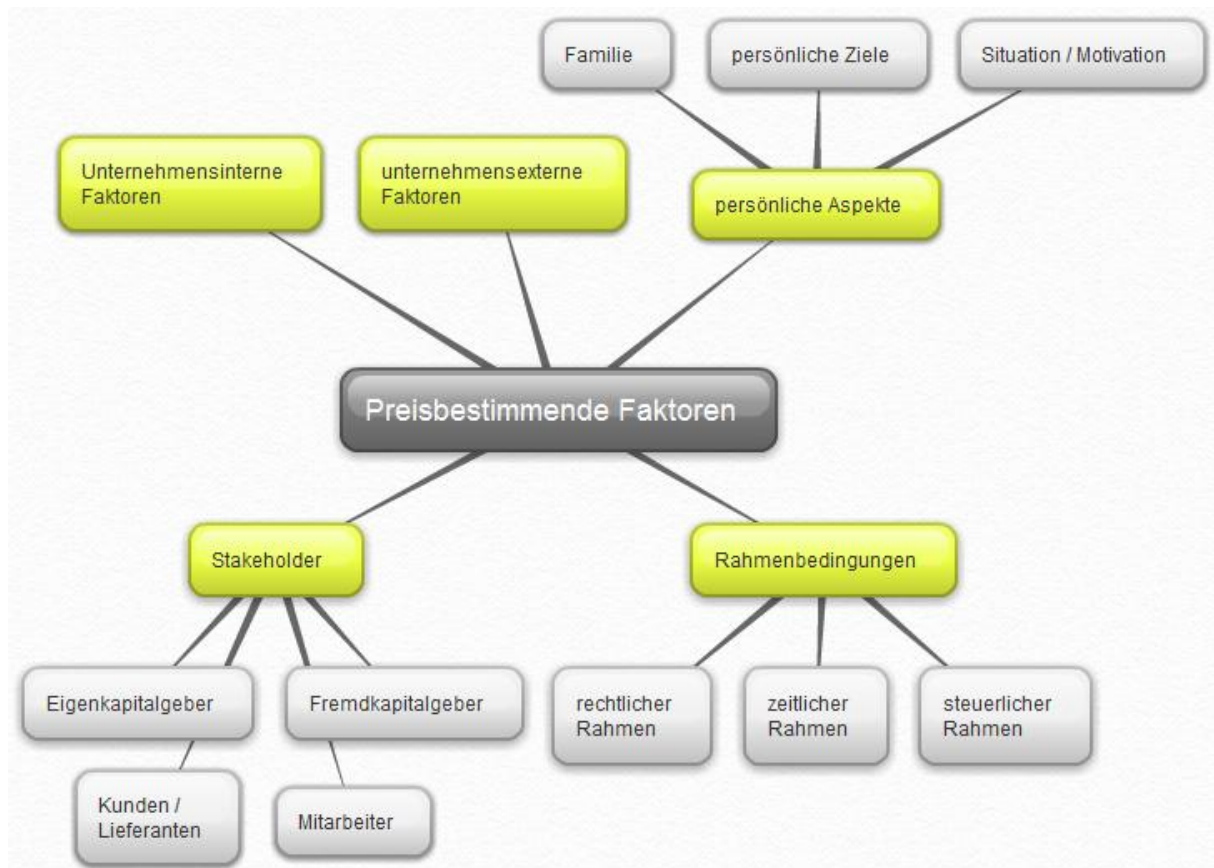 Familie
persönliche Ziele
Situation / Motivation
Unternehmensinterne
Faktoren
unternehmensexterne
Faktoren
persönliche Aspekte
Preisbestimmende Faktoren
Stakeholder
Rahmenbedingungen
Eigenkapitalgeber
Fremdkapitalgeber
rechtlicher
Rahmen
zeitlicher
Rahmen
steuerlicher
Rahmen
Kunden /
Lieferanten
Mitarbeiter